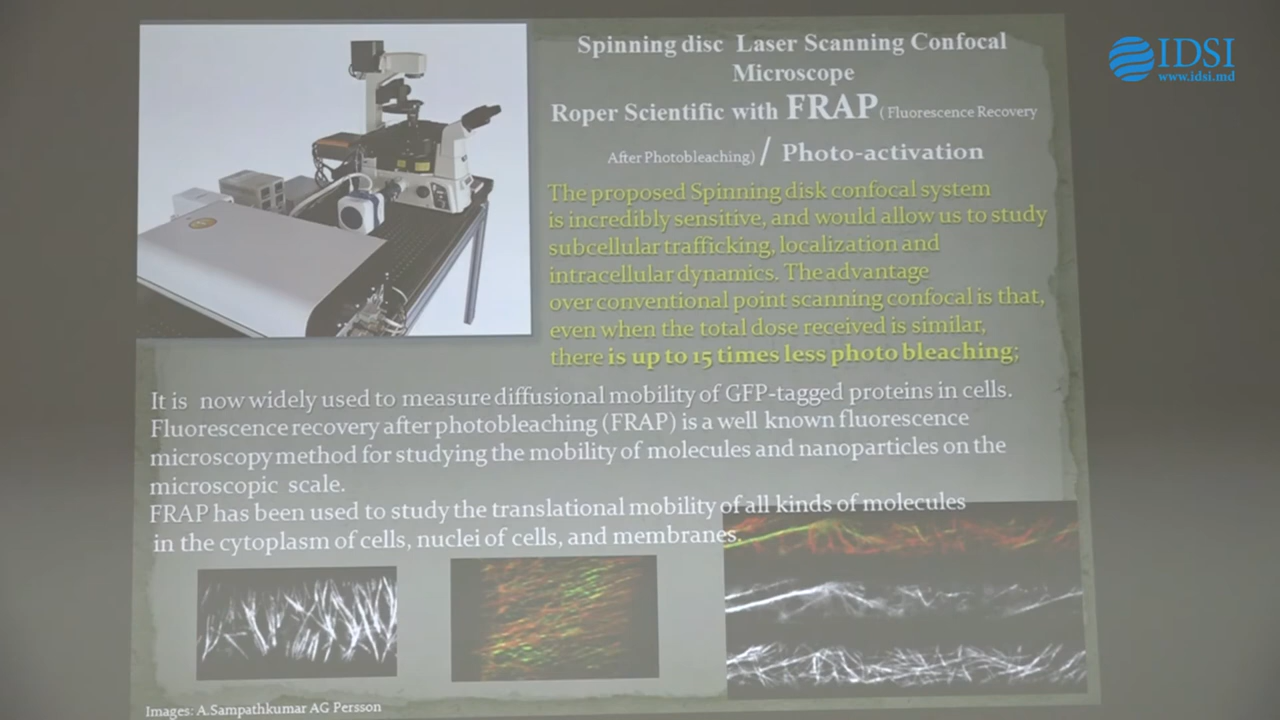 Spinning disc Laser Scanning Confocal
Microscope
Roper Scientific with FRAP ( Fluorescence Recovery
After Photobleaching) / Photo-activation
The proposed Spinning disk confocal system
is incredibly sensitive, and would allow us to study
subcellular trafficking, localization and
intracellular dynamics. The advantage
over conventional point scanning confocal is that,
even when the total dose received is similar,
there is up to 15 times less photo bleaching;
It is now widely used to measure diffusional mobility of GFP-tagged proteins in cells.
Fluorescence recovery after photobleaching (FRAP) is a well known fluorescence
microscopy method for studying the mobility of molecules and nanoparticles on the
microscopic scale.
FRAP has been used to study the translational mobility of all kinds of molecules
in the cytoplasm of cells, nuclei of cells, and membranes.
Images: A.Sampathkumar AG Persson
IDSI
www.idsi.md